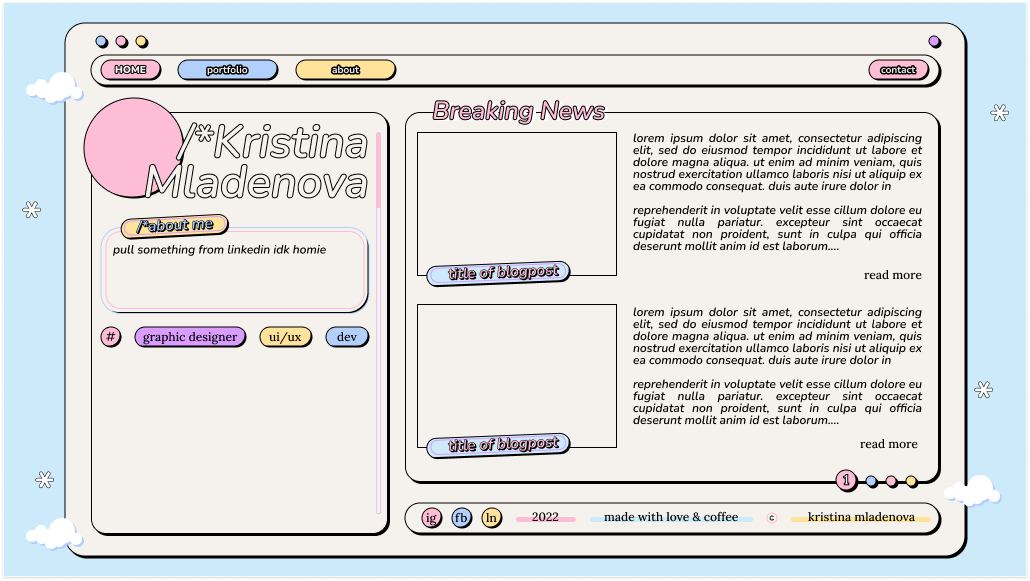 HOME
portfolio
about
contact
/*Kristina
Mladenova
/*about me
pull something from linkedin idk homie
#
graphic designer
ui/ux
dev
Breaking News
lorem ipsum dolor sit amet, consectetur adipiscing
elit, sed do eiusmod tempor incididunt ut labore et
dolore magna aliqua. ut enim ad minim veniam, quis
nostrud exercitation ullamco laboris nisi ut aliquip ex
ea commodo consequat. duis aute irure dolor in
reprehenderit in voluptate velit esse cillum dolore eu
fugiat nulla pariatur. excepteur sint occaecat
cupidatat non proident, sunt in culpa qui officia
deserunt mollit anim id est laborum....
title of blogpost
read more
lorem ipsum dolor sit amet, consectetur adipiscing
elit, sed do eiusmod tempor incididunt ut labore et
dolore magna aliqua. ut enim ad minim veniam, quis
nostrud exercitation ullamco laboris nisi ut aliquip ex
ea commodo consequat. duis aute irure dolor in
reprehenderit in voluptate velit esse cillum dolore eu
fugiat nulla pariatur. excepteur sint occaecat
cupidatat non proident, sunt in culpa qui officia
deserunt mollit anim id est laborum....
title of blogpost
read more
1
ig
fb
ln
2022
made with love & coffee
c
kristina mladenova